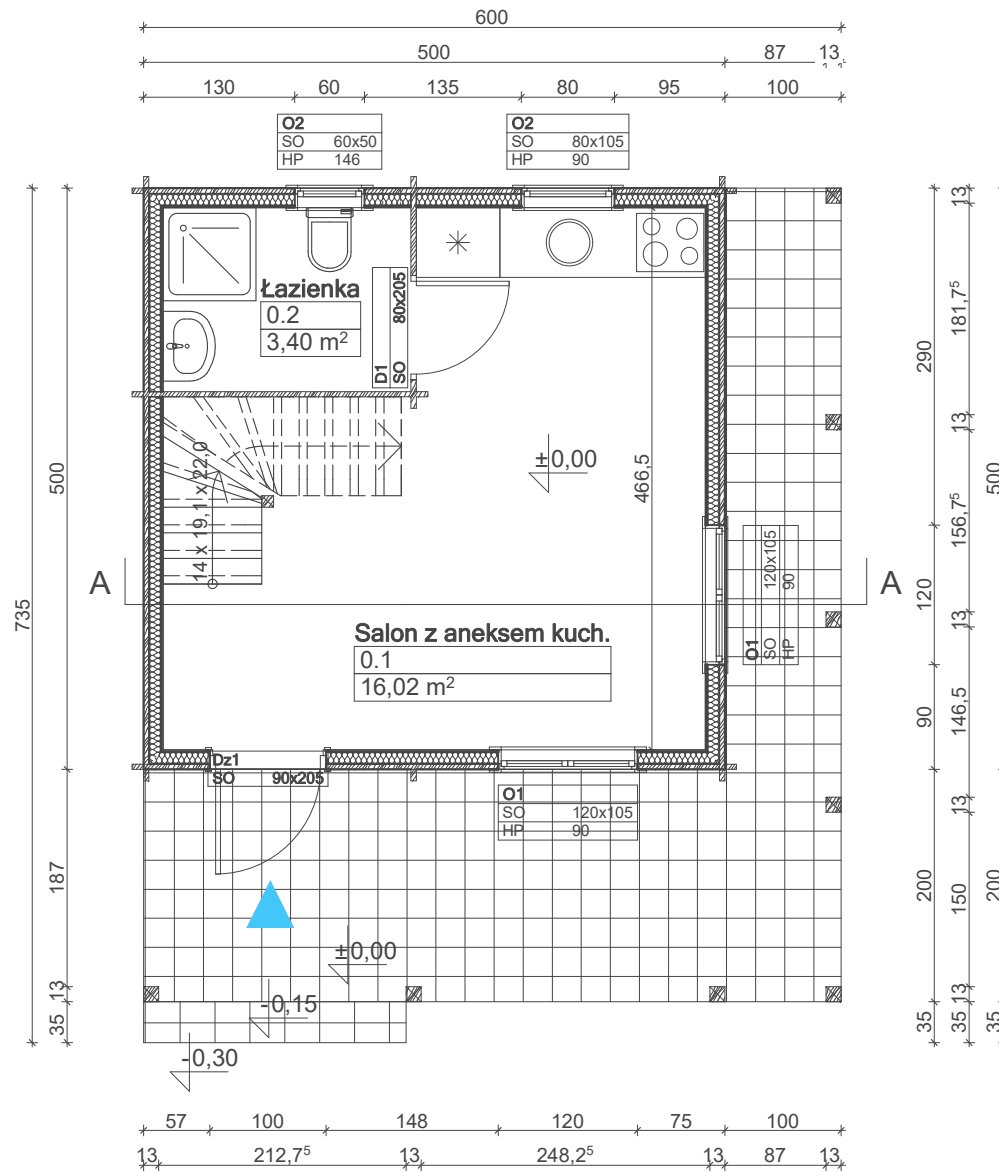 600
500 87 13
130 60 135 80 95 100
O2
SO 60x50
HP 146
O2
SO 80x105
HP 90
Łazienka
0.2
3,40 m²
D1
SO 80x205
±0,00
466,5
14 x 19,1 x 22,0
A A
O1
SO 120x105
HP 90
Salon z aneksem kuch.
0.1
16,02 m²
Dz1
SO 90x205
O1
SO 120x105
HP 90
±0,00
-0,15
-0,30
735
500 187 13 35
290 120 90 200 35
13 181,7⁵ 13 156,7⁵ 13 146,5 13 150 13 35
500 200 35
57 100 148 120 75 100
13 212,7⁵ 13 248,2⁵ 13 87 13